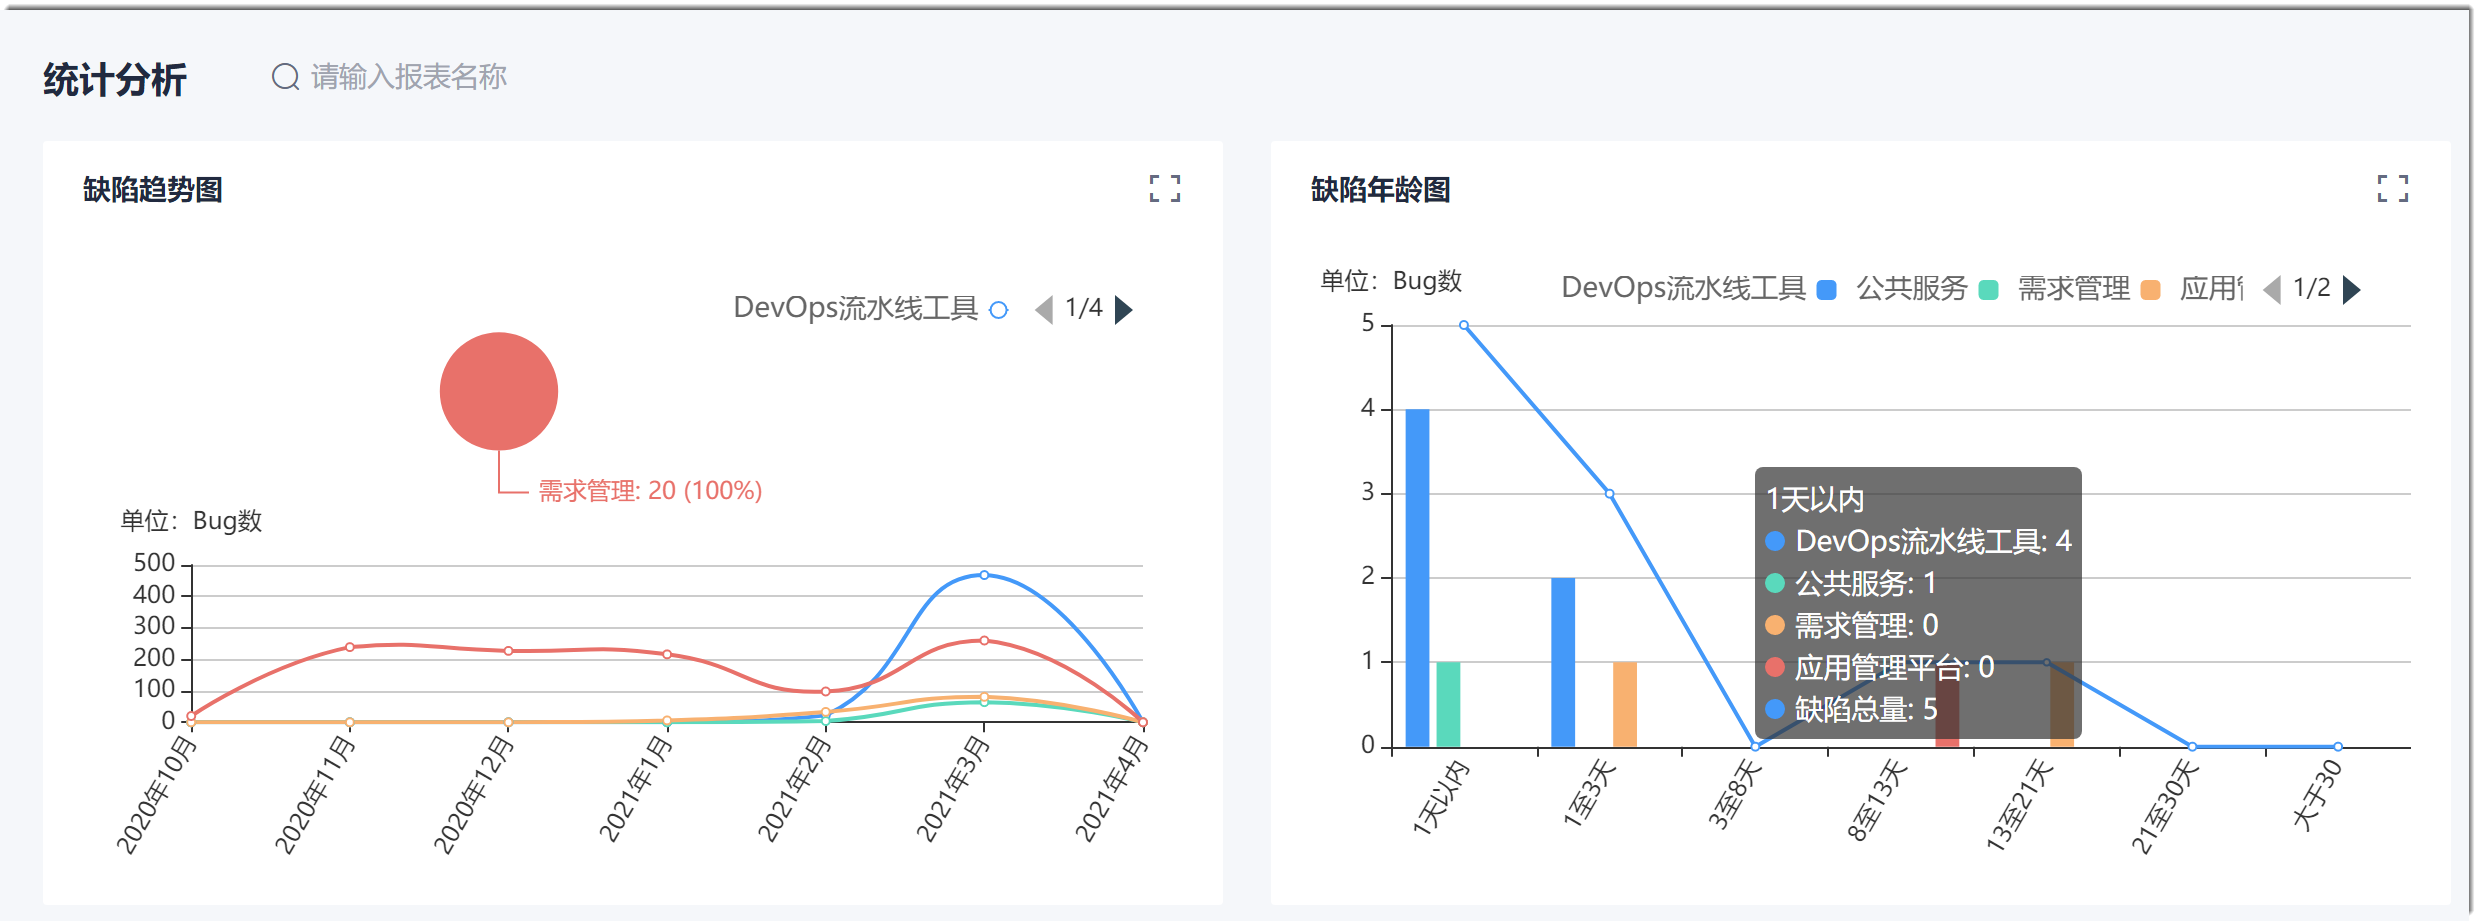 统计分析
请输入报表名称
缺陷趋势图
DevOps流水线工具
1/4
需求管理: 20 (100%)
单位：Bug数
500
400
300
200
100
0
2020年10月
2020年11月
2020年12月
2021年1月
2021年2月
2021年3月
2021年4月
缺陷年龄图
单位：Bug数
DevOps流水线工具 公共服务 需求管理 应用
1/2
5
4
3
2
1
0
1天以内
DevOps流水线工具: 4
公共服务: 1
需求管理: 0
应用管理平台: 0
缺陷总量: 5
1天以内
1至3天
3至8天
8至13天
13至21天
21至30天
大于30